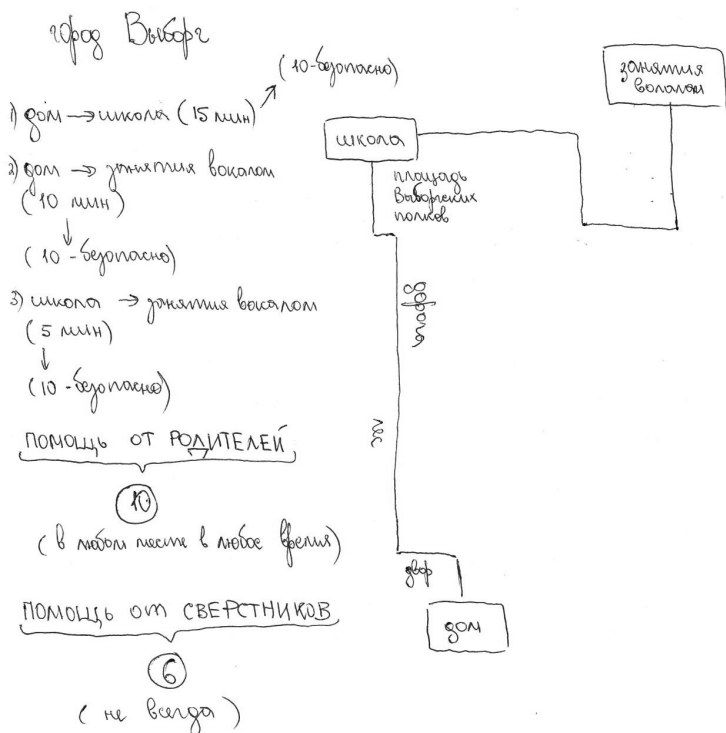 город Выборг
1) дом → школа (15 мин)
(10-безопасно)
2) дом → занятия вокалом
(10 мин)
(10-безопасно)
3) школа → занятия вокалом
(5 мин)
(10-безопасно)
ПОМОЩЬ ОТ РОДИТЕЛЕЙ
10
(в любом месте в любое время)
ПОМОЩЬ ОТ СВЕРСТНИКОВ
6
(не всегда)
занятия
вокалом
школа
площадь
Выборгских
полков
дорога
лес
двор
дом